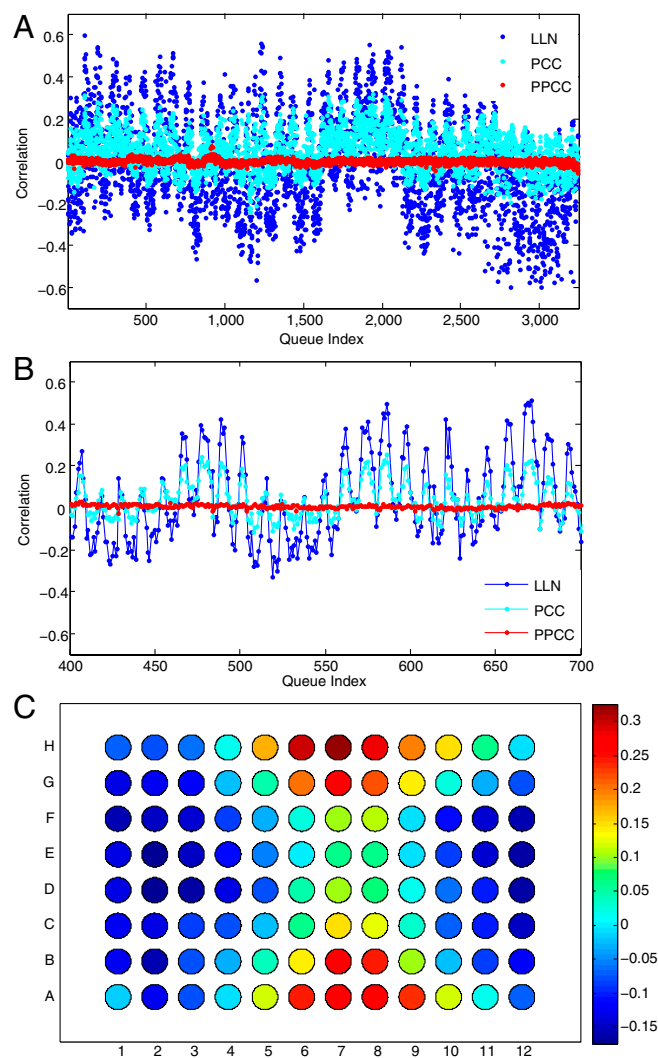 A
0.6
0.4
0.2
0
−0.2
−0.4
−0.6
Correlation
LLN
PCC
PPCC
500 1,000 1,500 2,000 2,500 3,000
Queue Index
B
0.6
0.4
0.2
0
−0.2
−0.4
−0.6
Correlation
LLN
PCC
PPCC
400 450 500 550 600 650 700
Queue Index
C
H
G
F
E
D
C
B
A
1 2 3 4 5 6 7 8 9 10 11 12
0.3
0.25
0.2
0.15
0.1
0.05
0
−0.05
−0.1
−0.15